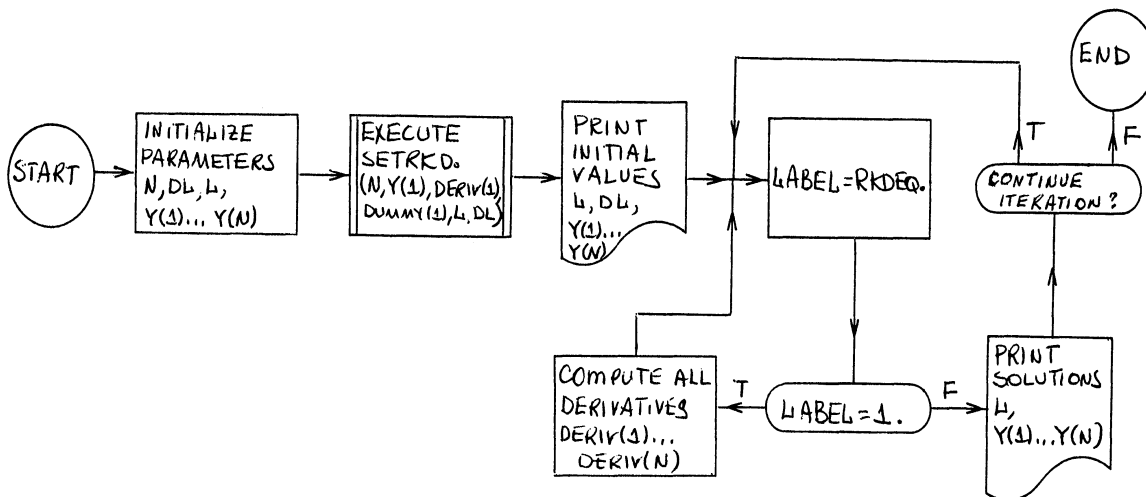 START
INITIALIZE
PARAMETERS
N, DL, L,
Y(1)... Y(N)
EXECUTE
SETRKD.
(N, Y(1), DERIV(1),
DUMMY(1), L, DL)
PRINT
INITIAL
VALUES
L, DL,
Y(1)...
Y(N)
LABEL=RKDEQ.
LABEL=1.
T
F
COMPUTE ALL
DERIVATIVES
DERIV(1)...
DERIV(N)
PRINT
SOLUTIONS
L,
Y(1)...Y(N)
CONTINUE
ITERATION?
T
F
END